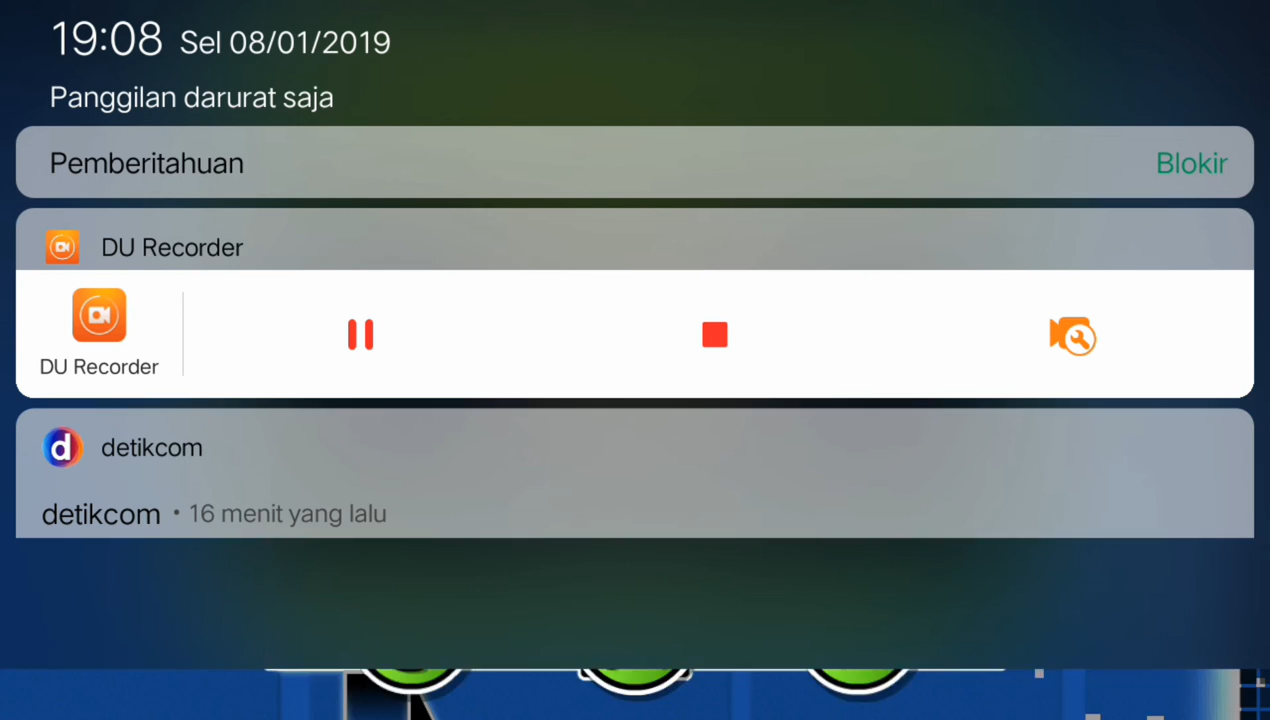 19:08 Sel 08/01/2019
Panggilan darurat saja
Pemberitahuan Blokir
DU Recorder
DU Recorder
d detikcom
detikcom • 16 menit yang lalu